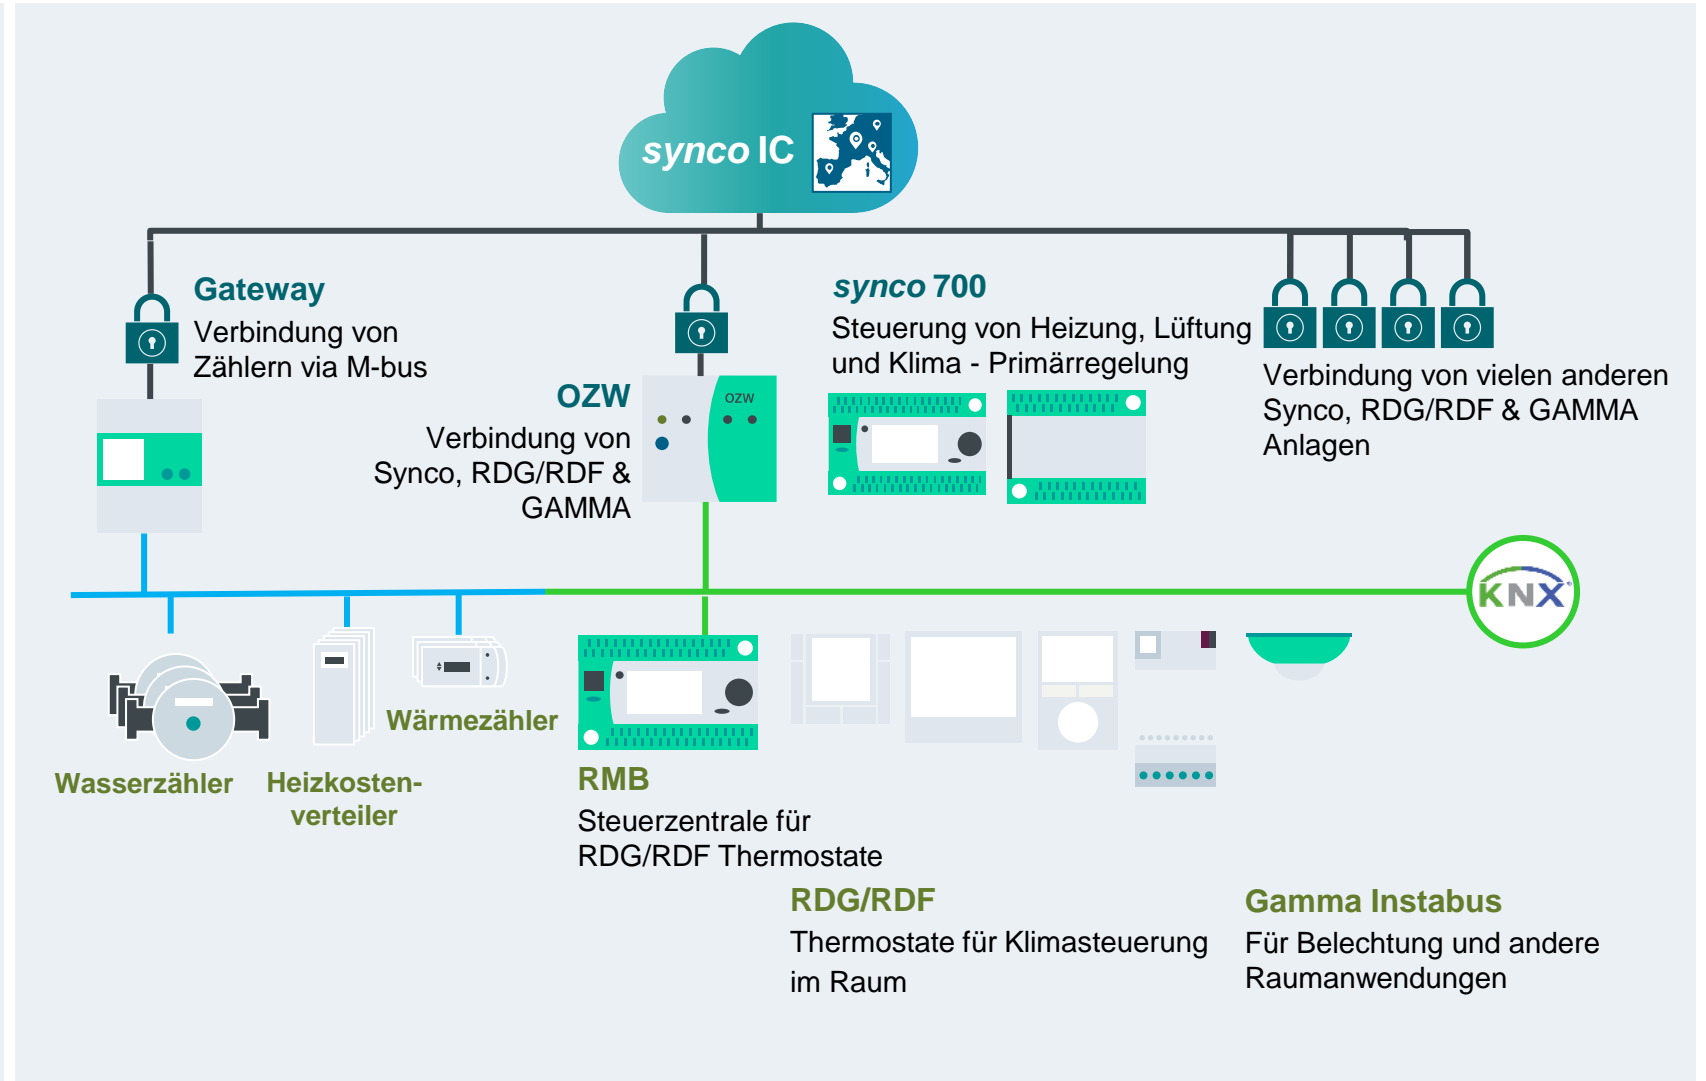 synco IC
Gateway
Verbindung von
Zählern via M-bus
OZW
Verbindung von
Synco, RDG/RDF &
GAMMA
OZW
synco 700
Steuerung von Heizung, Lüftung
und Klima - Primärregelung
Verbindung von vielen anderen
Synco, RDG/RDF & GAMMA
Anlagen
KNX
Wasserzähler
Heizkosten-
verteiler
Wärmezähler
RMB
Steuerzentrale für
RDG/RDF Thermostate
RDG/RDF
Thermostate für Klimasteuerung
im Raum
Gamma Instabus
Für Belechtung und andere
Raumanwendungen